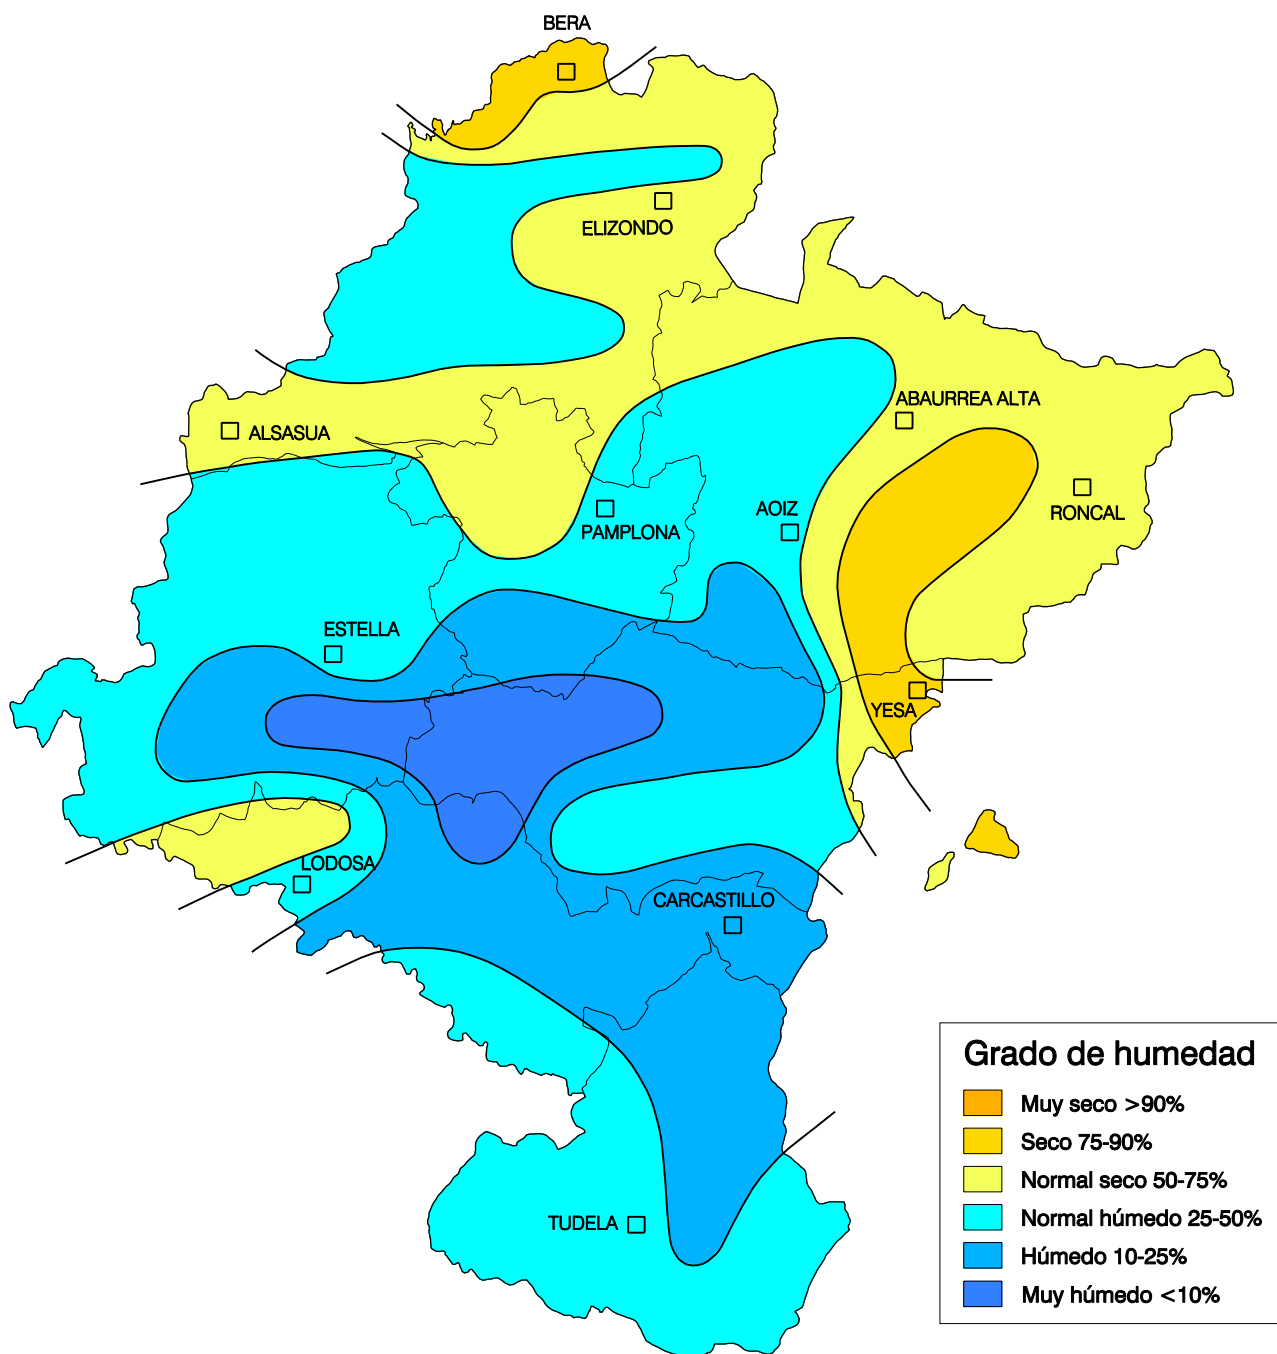 BERA
ELIZONDO
ABAURREA ALTA
ALSASUA
RONCAL
AOIZ
PAMPLONA
ESTELLA
YESA
LODOSA
CARCASTILLO
TUDELA
Grado de humedad
Muy seco >90%
Seco 75-90%
Normal seco 50-75%
Normal húmedo 25-50%
Húmedo 10-25%
Muy húmedo <10%